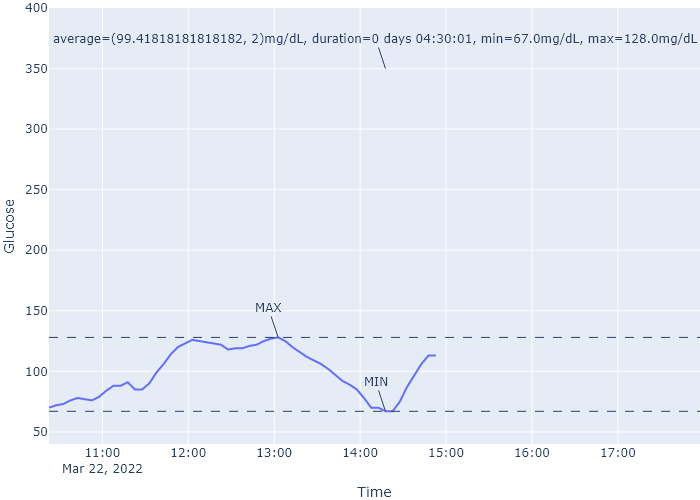 400
average=(99.41818181818182, 2)mg/dL, duration=0 days 04:30:01, min=67.0mg/dL, max=128.0mg/dL
350
300
250
200
150
100
50
Glucose
MAX
MIN
11:00
12:00
13:00
14:00
15:00
16:00
17:00
Mar 22, 2022
Time